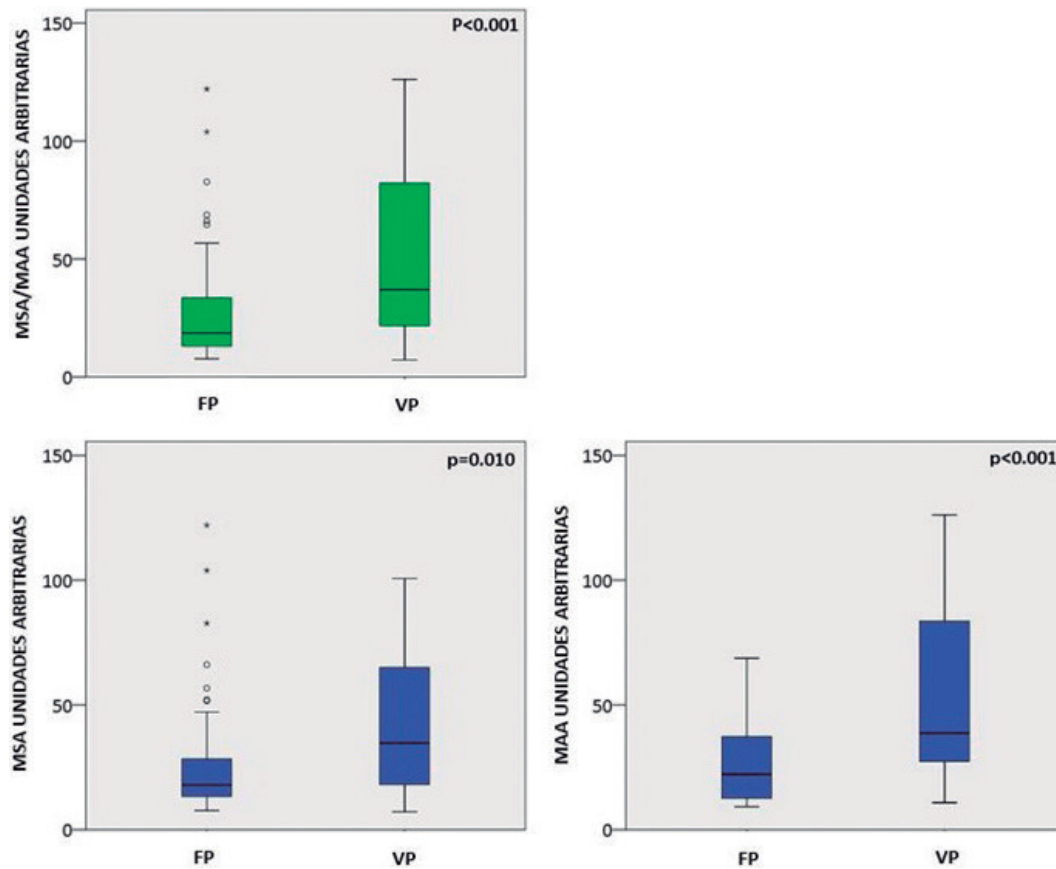 MSA/MAA UNIDADES ARBITRARIAS
150
100
50
0
P<0.001
FP
VP
MSA UNIDADES ARBITRARIAS
150
100
50
0
p=0.010
FP
VP
MAA UNIDADES ARBITRARIAS
150
100
50
0
p<0.001
FP
VP